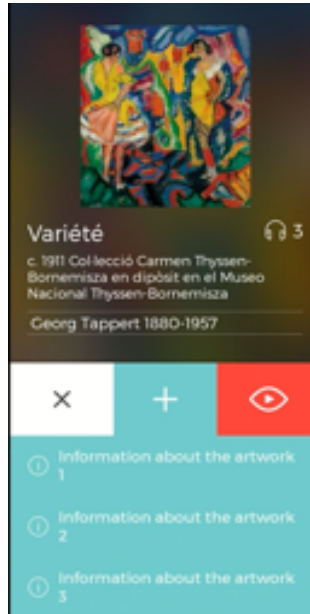 Variété
3
c. 1911 Col·lecció Carmen Thyssen-
Bornemisza en dipòsit en el Museo
Nacional Thyssen-Bornemisza
Georg Tappert 1880-1957
Information about the artwork
1
Information about the artwork
2
Information about the artwork
3